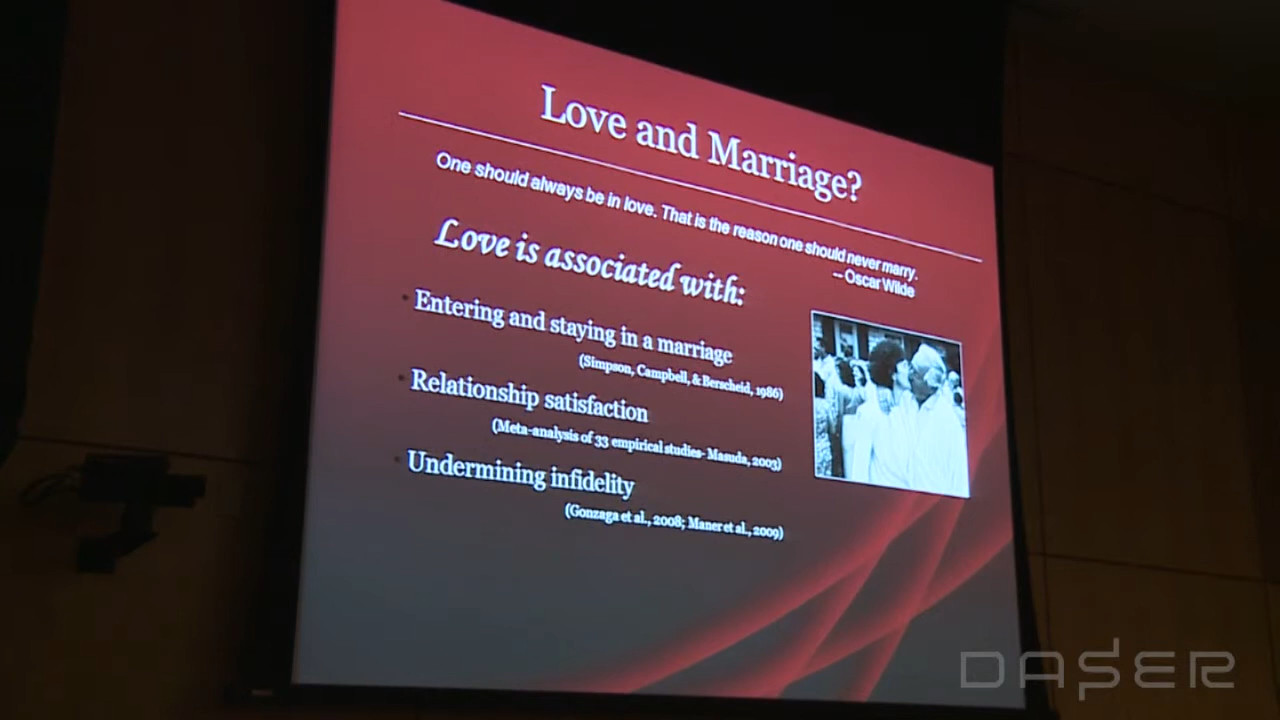 Love and Marriage?
One should always be in love. That is the reason one should never marry.
-- Oscar Wilde
Love is associated with:
Entering and staying in a marriage
(Simpson, Campbell, & Berscheid, 1986)
Relationship satisfaction
(Meta-analysis of 33 empirical studies- Masuda, 2003)
Undermining infidelity
(Gonzaga et al., 2008; Maner et al., 2009)
DASER